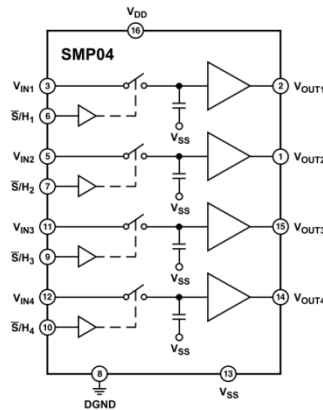 VDD
16
SMP04
VIN1 3 2 VOUT1
S̅/H1 6
VSS
VIN2 5 1 VOUT2
S̅/H2 7
VSS
VIN3 11 15 VOUT3
S̅/H3 9
VSS
VIN4 12 14 VOUT4
S̅/H4 10
VSS
8 13
DGND VSS